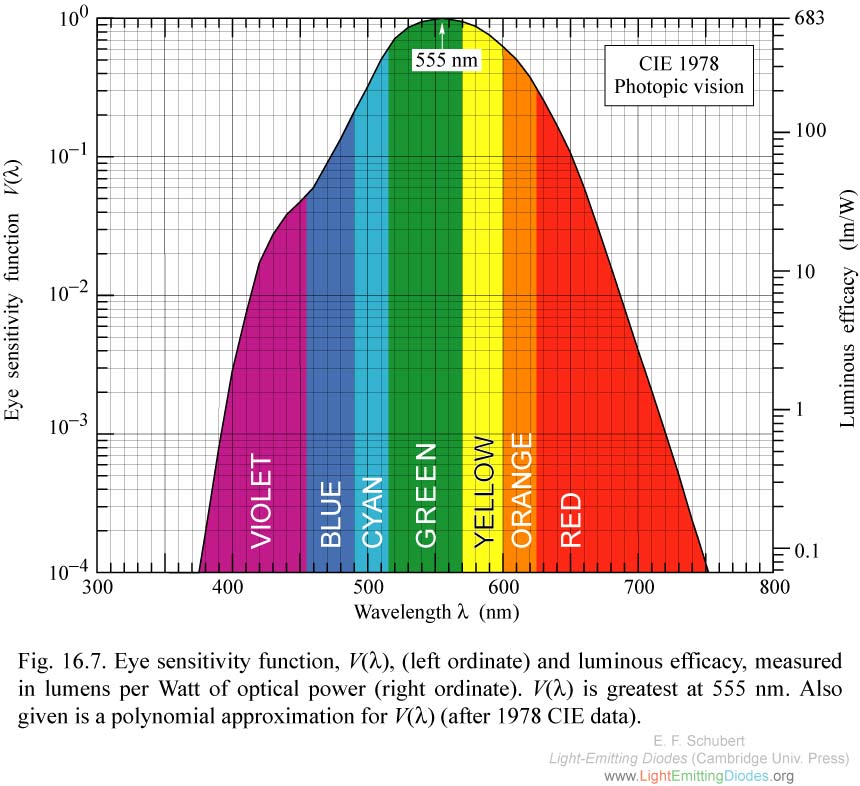 10⁰
683
555 nm
CIE 1978
Photopic vision
100
10⁻¹
Eye sensitivity function V(λ)
Luminous efficacy (lm/W)
10
10⁻²
1
10⁻³
VIOLET
BLUE
CYAN
GREEN
YELLOW
ORANGE
RED
0.1
10⁻⁴
300
400
500
600
700
800
Wavelength λ (nm)
Fig. 16.7. Eye sensitivity function, V(λ), (left ordinate) and luminous efficacy, measured
in lumens per Watt of optical power (right ordinate). V(λ) is greatest at 555 nm. Also
given is a polynomial approximation for V(λ) (after 1978 CIE data).
E. F. Schubert
Light-Emitting Diodes (Cambridge Univ. Press)
www.LightEmittingDiodes.org